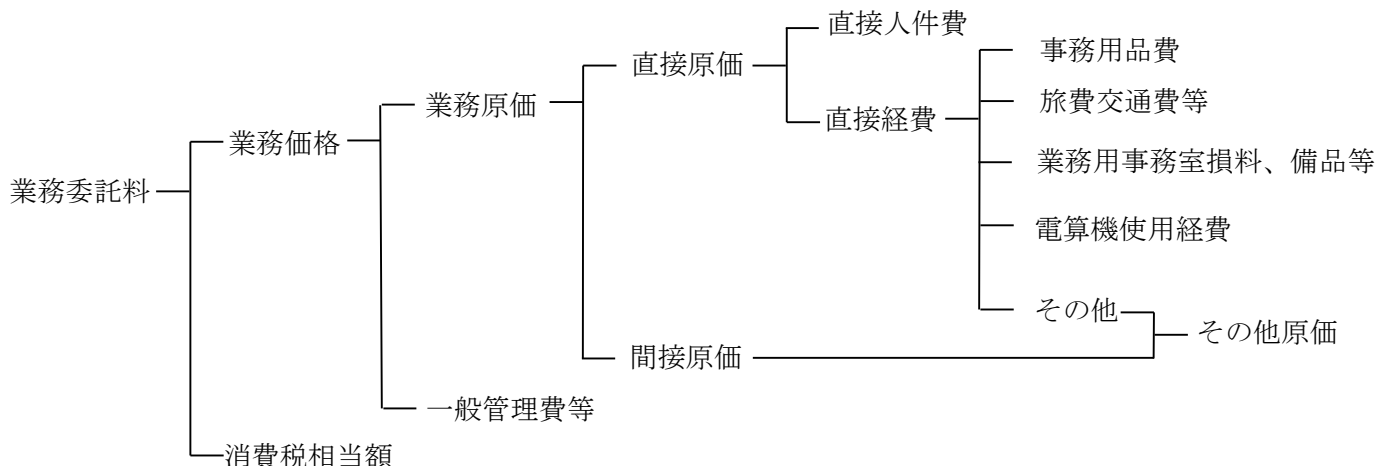 業務委託料
業務価格
業務原価
直接原価
直接人件費
直接経費
事務用品費
旅費交通費等
業務用事務室損料、備品等
電算機使用経費
その他
その他原価
間接原価
一般管理費等
消費税相当額